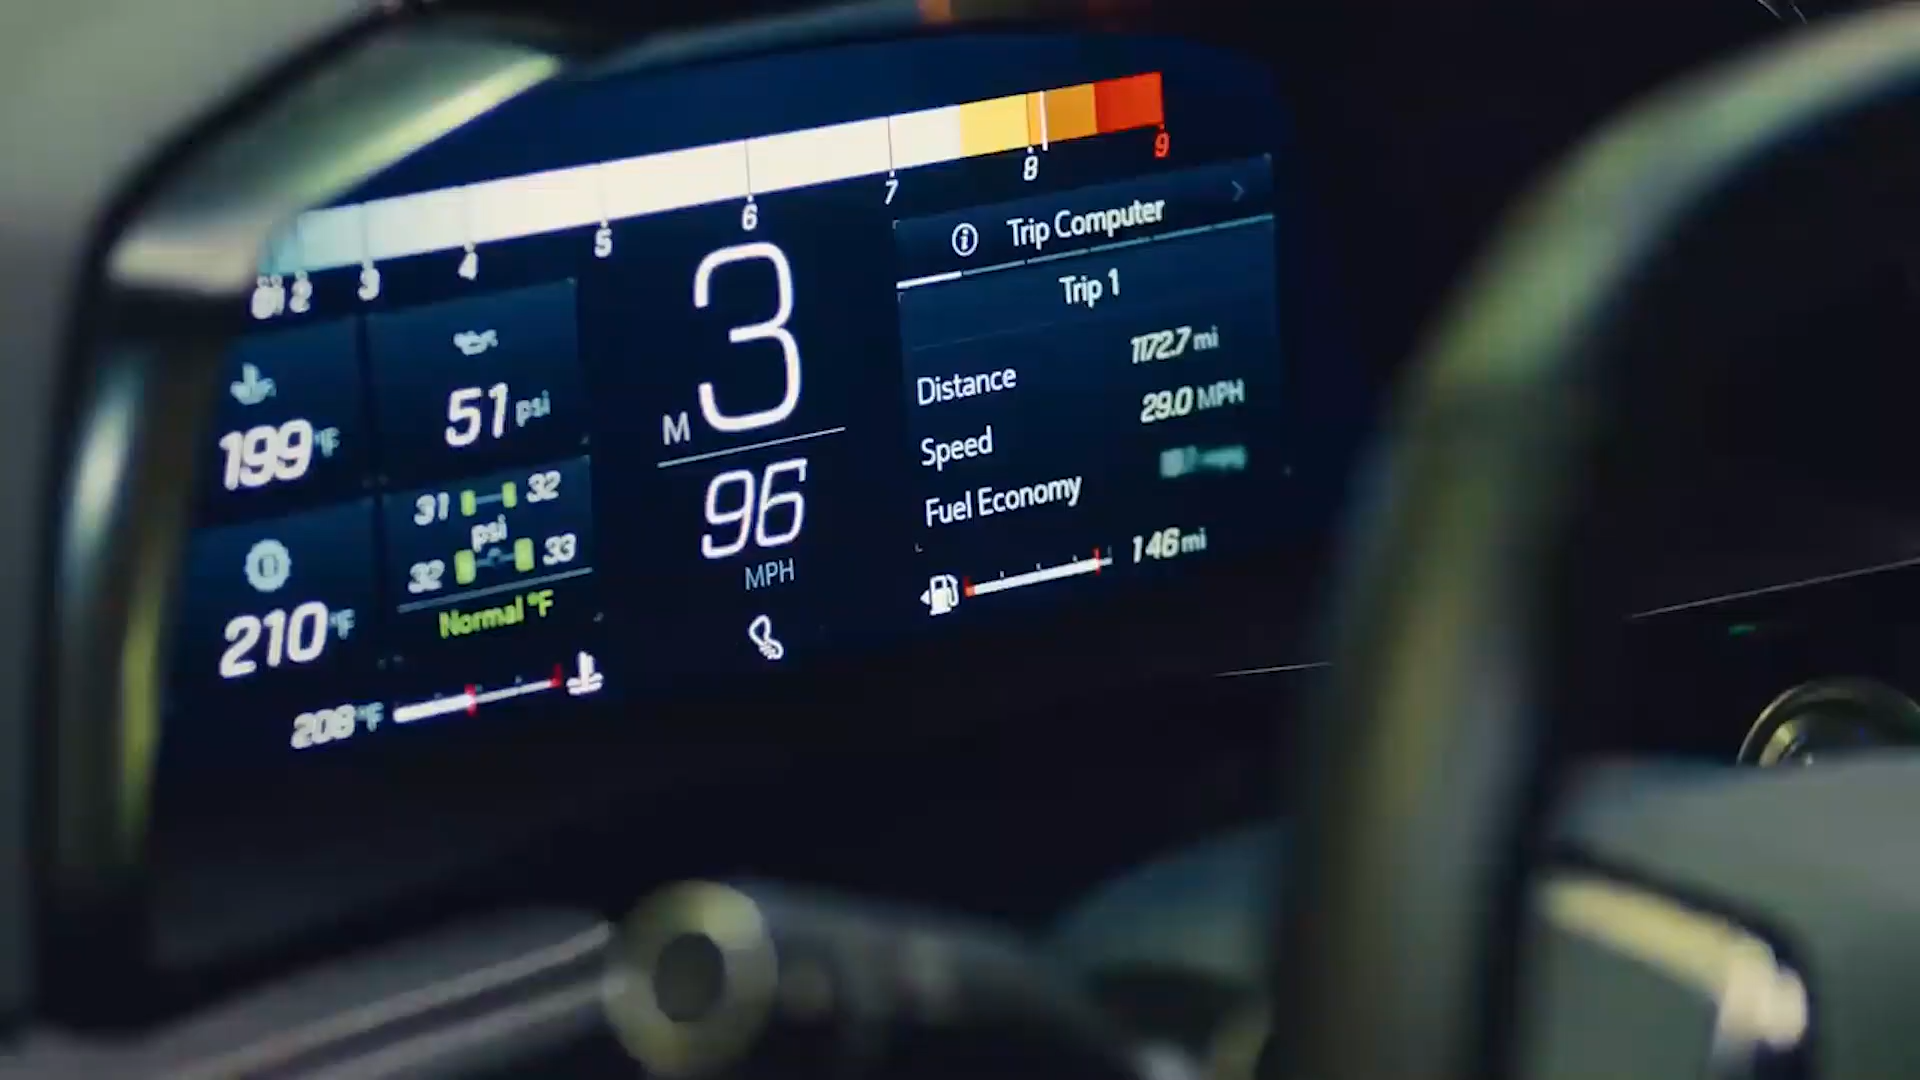 2
3
4
5
6
7
8
9
199 °F
51 psi
31 32
psi
32 33
210 °F
Normal °F
208 °F
M 3
96
MPH
Trip Computer
Trip 1
Distance 1172.7 mi
Speed 29.0 MPH
Fuel Economy
146 mi